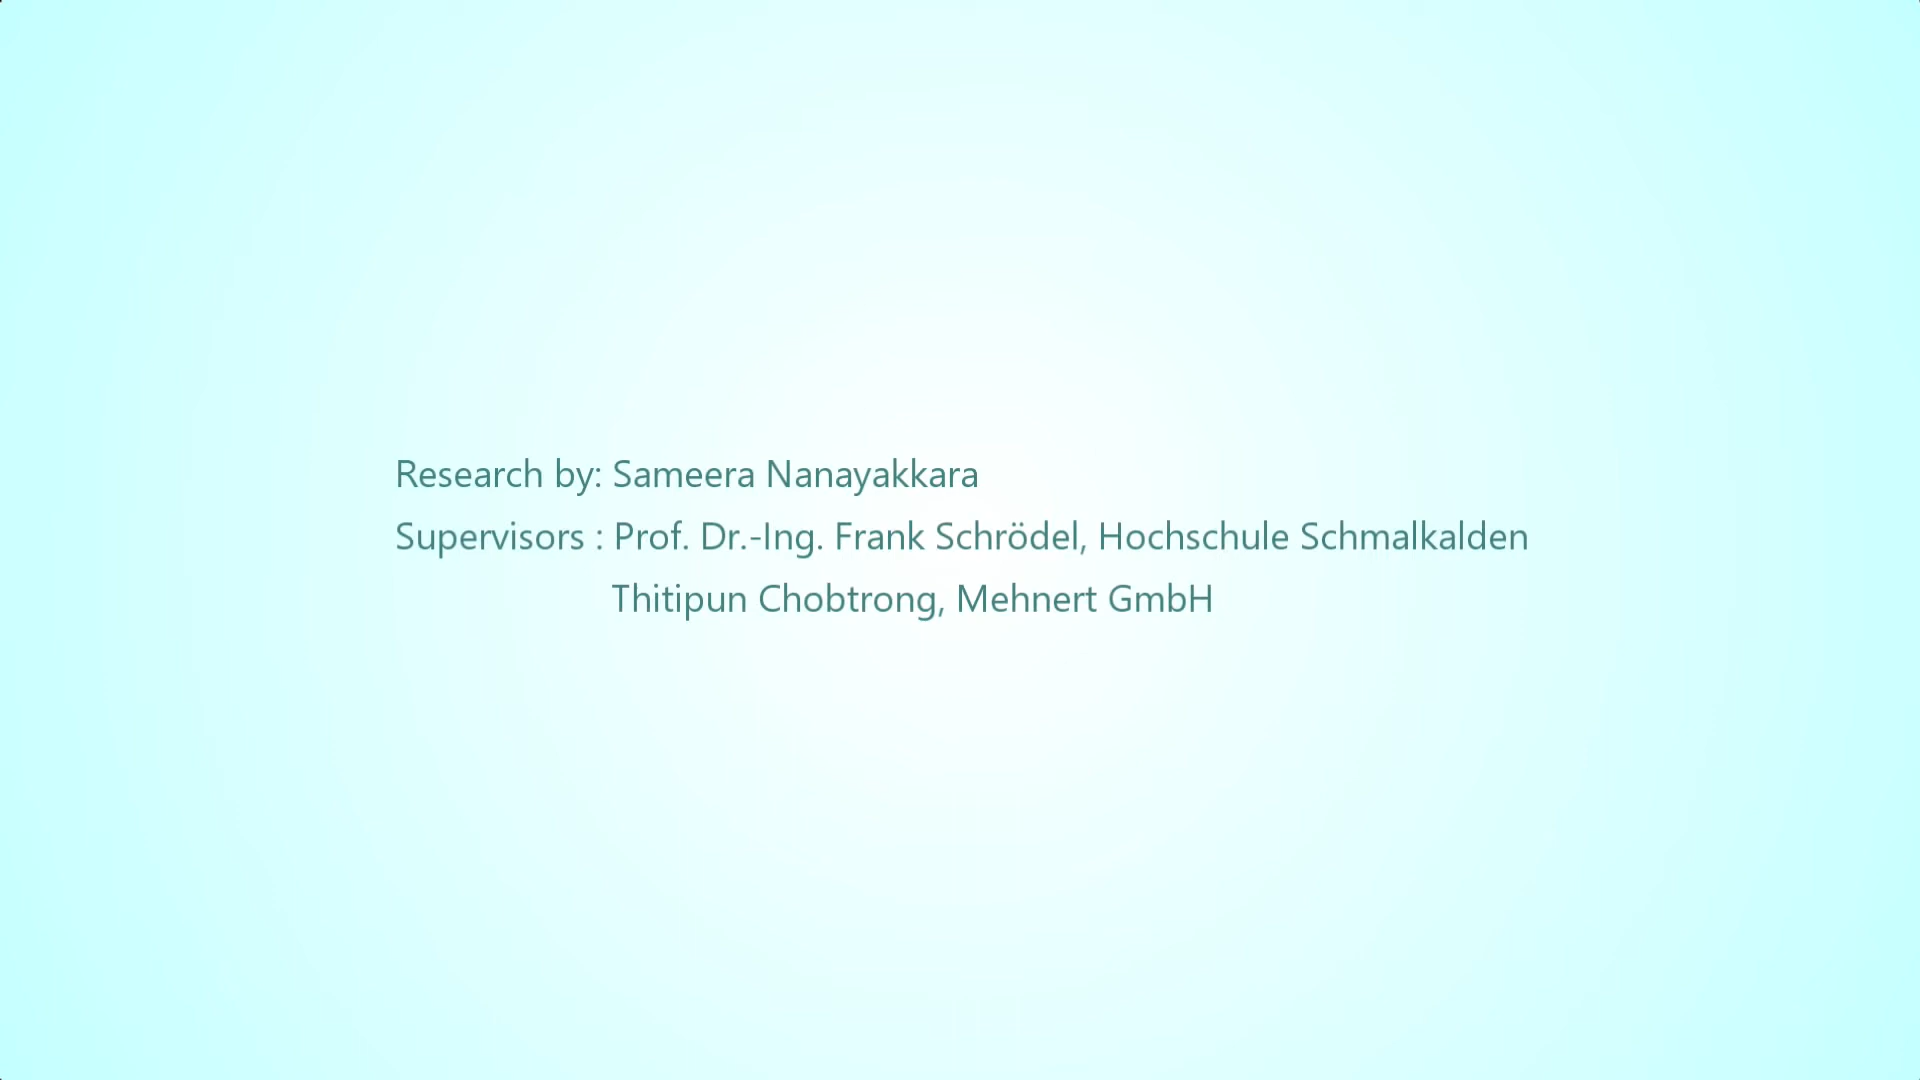 Research by: Sameera Nanayakkara
Supervisors : Prof. Dr.-Ing. Frank Schrödel, Hochschule Schmalkalden
Thitipun Chobtrong, Mehnert GmbH